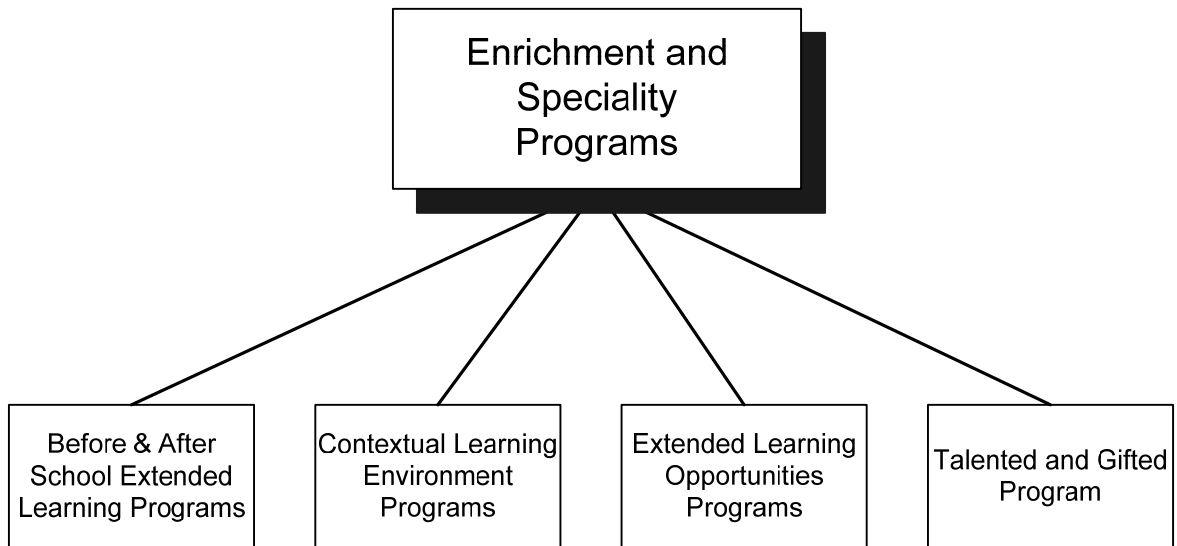 Enrichment and
Speciality
Programs
Before & After
School Extended
Learning Programs
Contextual Learning
Environment
Programs
Extended Learning
Opportunities
Programs
Talented and Gifted
Program